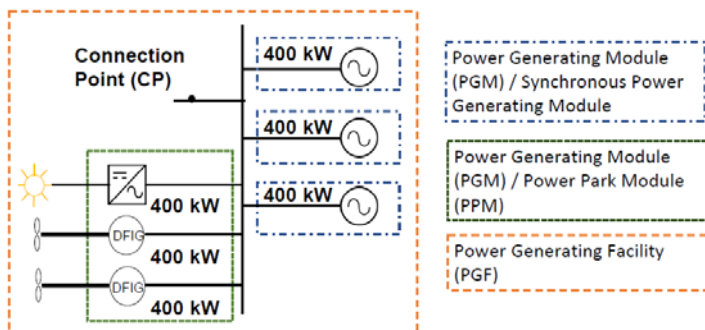 Connection
Point (CP)
400 kW
400 kW
400 kW
400 kW
DFIG
400 kW
DFIG
400 kW
Power Generating Module
(PGM) / Synchronous Power
Generating Module
Power Generating Module
(PGM) / Power Park Module
(PPM)
Power Generating Facility
(PGF)